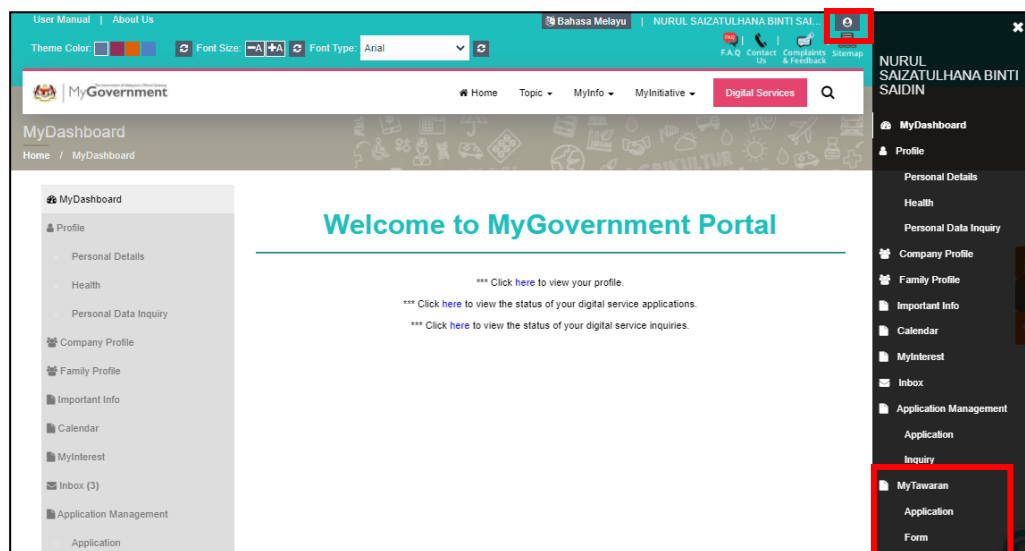 User Manual | About Us
Bahasa Melayu | NURUL SAIZATULHANA BINTI SAI...
Theme Color: Font Size: -A +A Font Type: Arial
FAQ
F.A.Q Contact Us Complaints & Feedback Sitemap
MyGovernment
Home Topic MyInfo MyInitiative Digital Services
MyDashboard
Home / MyDashboard
AGRIKULTUR
MyDashboard
Profile
Personal Details
Health
Personal Data Inquiry
Company Profile
Family Profile
Important Info
Calendar
MyInterest
Inbox (3)
Application Management
Application
Welcome to MyGovernment Portal
*** Click here to view your profile.
*** Click here to view the status of your digital service applications.
*** Click here to view the status of your digital service inquiries.
NURUL
SAIZATULHANA BINTI
SAIDIN
MyDashboard
Profile
Personal Details
Health
Personal Data Inquiry
Company Profile
Family Profile
Important Info
Calendar
MyInterest
Inbox
Application Management
Application
Inquiry
MyTawaran
Application
Form